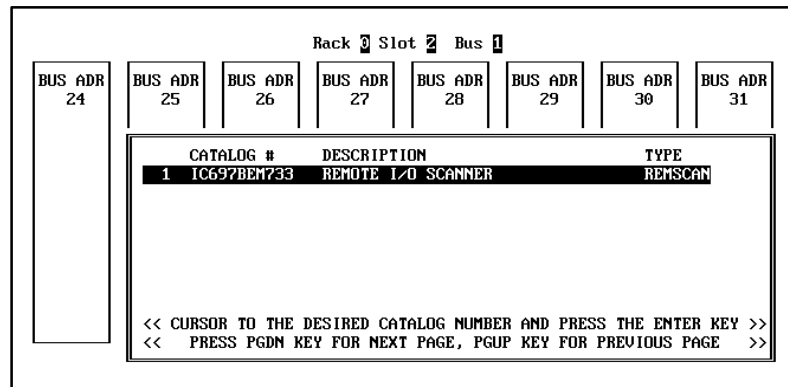 Rack 0 Slot 2 Bus 1
BUS ADR BUS ADR BUS ADR BUS ADR BUS ADR BUS ADR BUS ADR BUS ADR
24 25 26 27 28 29 30 31
CATALOG # DESCRIPTION TYPE
1 IC697BEM733 REMOTE I/O SCANNER REMSCAN
<< CURSOR TO THE DESIRED CATALOG NUMBER AND PRESS THE ENTER KEY >>
<< PRESS PGDN KEY FOR NEXT PAGE, PGUP KEY FOR PREVIOUS PAGE >>